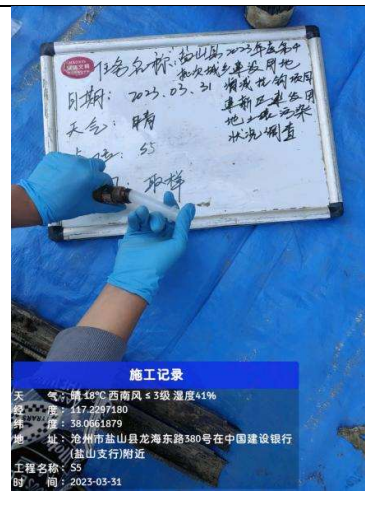 任务名称: 盐山县2023年度第十
批次城乡建设用地
增减挂钩项目
建新区建设用
地土壤污染
状况调查
日期: 2023.03.31
天气: 晴
点位: S5
取样
施工记录
天 气: 晴 18℃ 西南风 ≤ 3级 湿度41%
经 度: 117.2297180
纬 度: 38.0661879
地 址: 沧州市盐山县龙海东路380号在中国建设银行
(盐山支行)附近
工程名称: S5
时 间: 2023-03-31